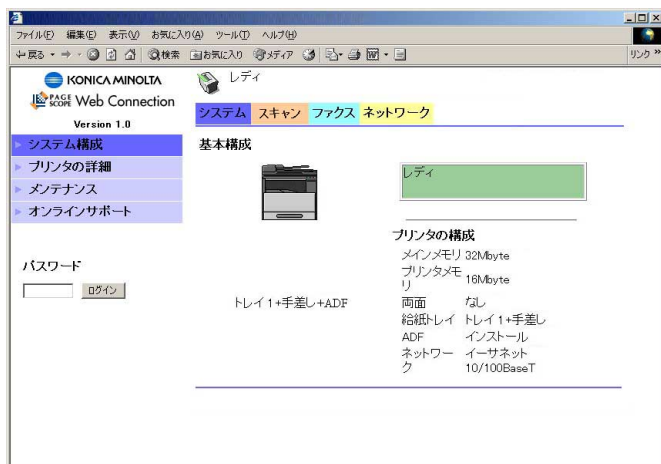 ファイル(F) 編集(E) 表示(V) お気に入り(A) ツール(T) ヘルプ(H)
戻る 検索 お気に入り メディア リンク »
KONICA MINOLTA
PAGE SCOPE Web Connection
Version 1.0
レディ
システム スキャン ファクス ネットワーク
システム構成
プリンタの詳細
メンテナンス
オンラインサポート
パスワード
ログイン
基本構成
レディ
トレイ1+手差し+ADF
プリンタの構成
メインメモリ 32Mbyte
プリンタメモ
リ 16Mbyte
両面 なし
給紙トレイ トレイ1+手差し
ADF インストール
ネットワー イーサネット
ク 10/100BaseT